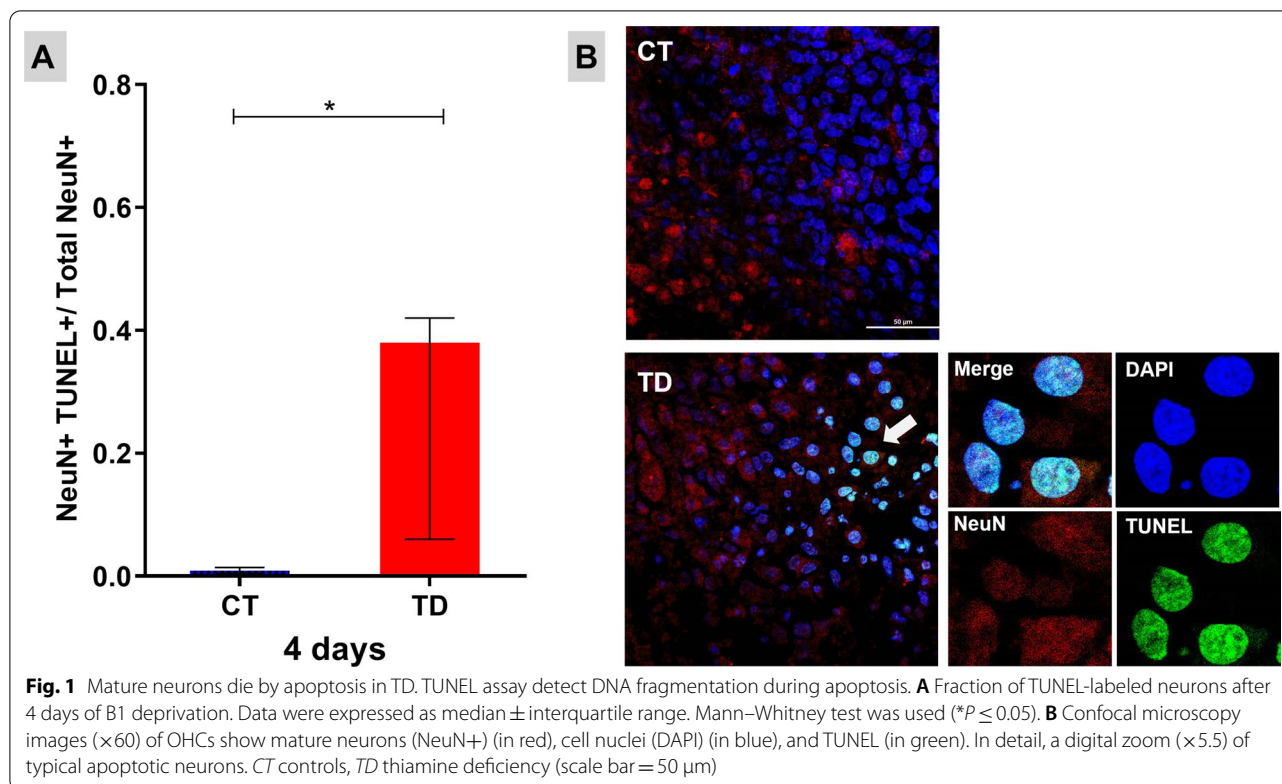 A
NeuN+ TUNEL+/ Total NeuN+
0.8
0.6
0.4
0.2
0.0
*
CT
TD
4 days
B
CT
50 µm
TD
Merge
DAPI
NeuN
TUNEL
Fig. 1 Mature neurons die by apoptosis in TD. TUNEL assay detect DNA fragmentation during apoptosis. A Fraction of TUNEL-labeled neurons after
4 days of B1 deprivation. Data were expressed as median ± interquartile range. Mann–Whitney test was used (*P ≤ 0.05). B Confocal microscopy
images (×60) of OHCs show mature neurons (NeuN+) (in red), cell nuclei (DAPI) (in blue), and TUNEL (in green). In detail, a digital zoom (×5.5) of
typical apoptotic neurons. CT controls, TD thiamine deficiency (scale bar = 50 µm)